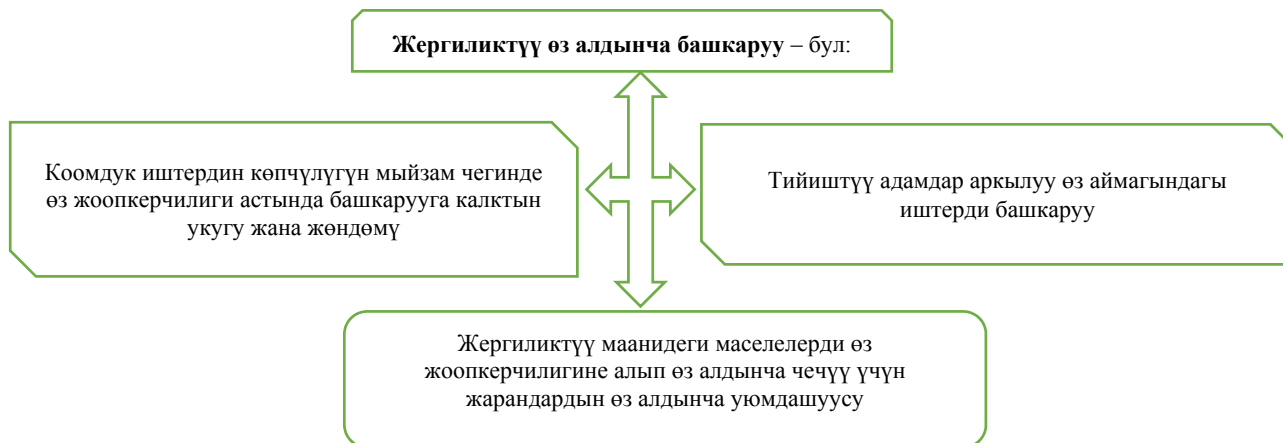 Жергиликтүү өз алдынча башкаруу – бул:
Коомдук иштердин көпчүлүгүн мыйзам чегинде
өз жоопкерчилиги астында башкарууга калктын
укугу жана жөндөмү
Тийиштүү адамдар аркылуу өз аймагындагы
иштерди башкаруу
Жергиликтүү маанидеги маселелерди өз
жоопкерчилигине алып өз алдынча чечүү үчүн
жарандардын өз алдынча уюмдашуусу